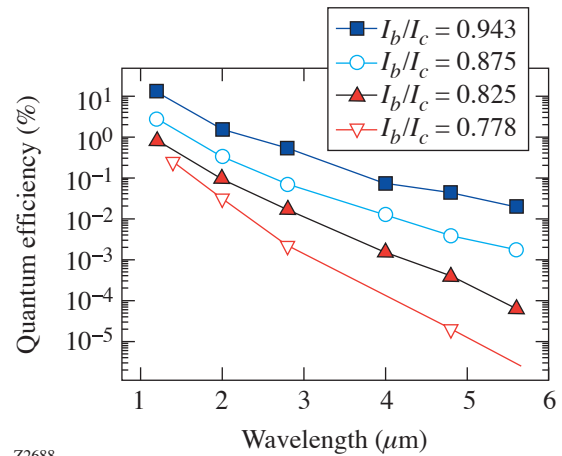 I_b/I_c = 0.943
I_b/I_c = 0.875
I_b/I_c = 0.825
I_b/I_c = 0.778
Quantum efficiency (%)
10^1
10^0
10^-1
10^-2
10^-3
10^-4
10^-5
1 2 3 4 5 6
Wavelength (μm)
Z2688